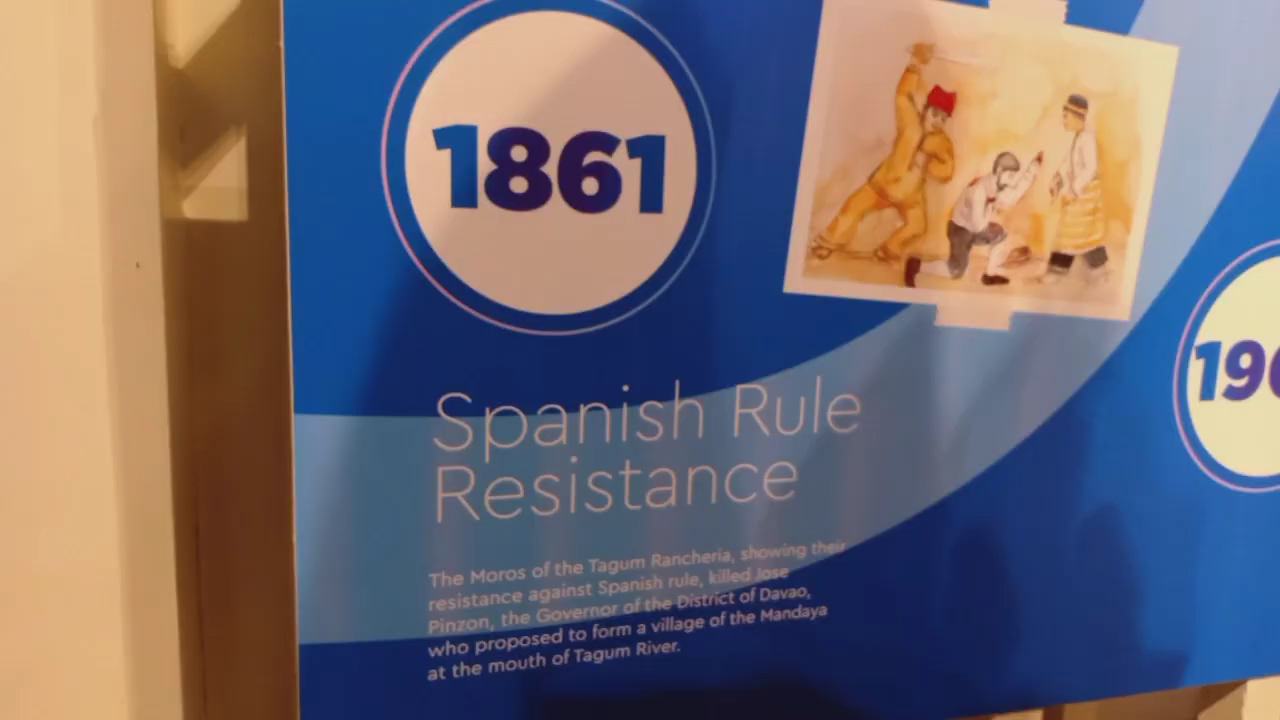 1861
Spanish Rule
Resistance
The Moros of the Tagum Rancheria, showing their
resistance against Spanish rule, killed Jose
Pinzon, the Governor of the District of Davao,
who proposed to form a village of the Mandaya
at the mouth of Tagum River.